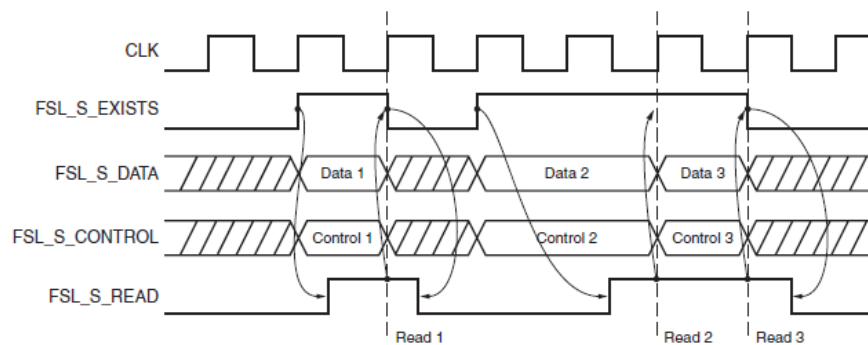 CLK
FSL_S_EXISTS
FSL_S_DATA Data 1 Data 2 Data 3
FSL_S_CONTROL Control 1 Control 2 Control 3
FSL_S_READ
Read 1 Read 2 Read 3